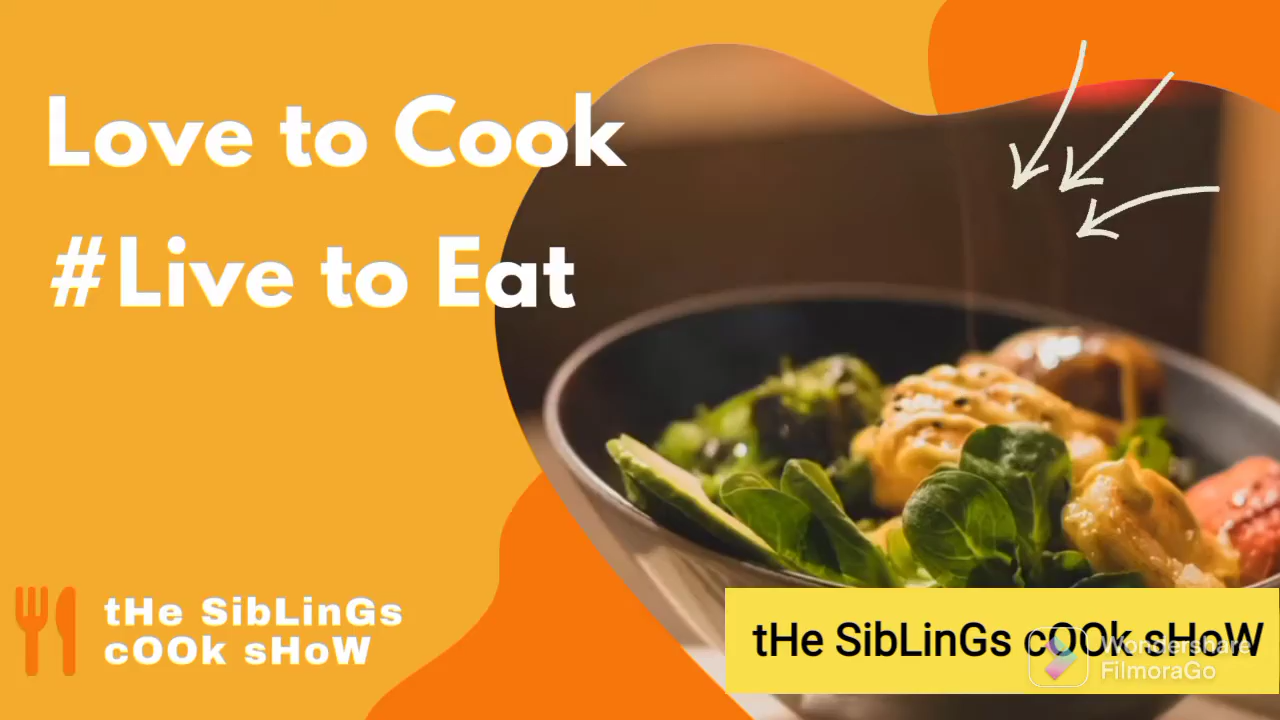 Love to Cook
#Live to Eat
tHe SibLinGs
cOOk sHoW
tHe SibLinGs cOOk sHoW
Wondershare
FilmoraGo